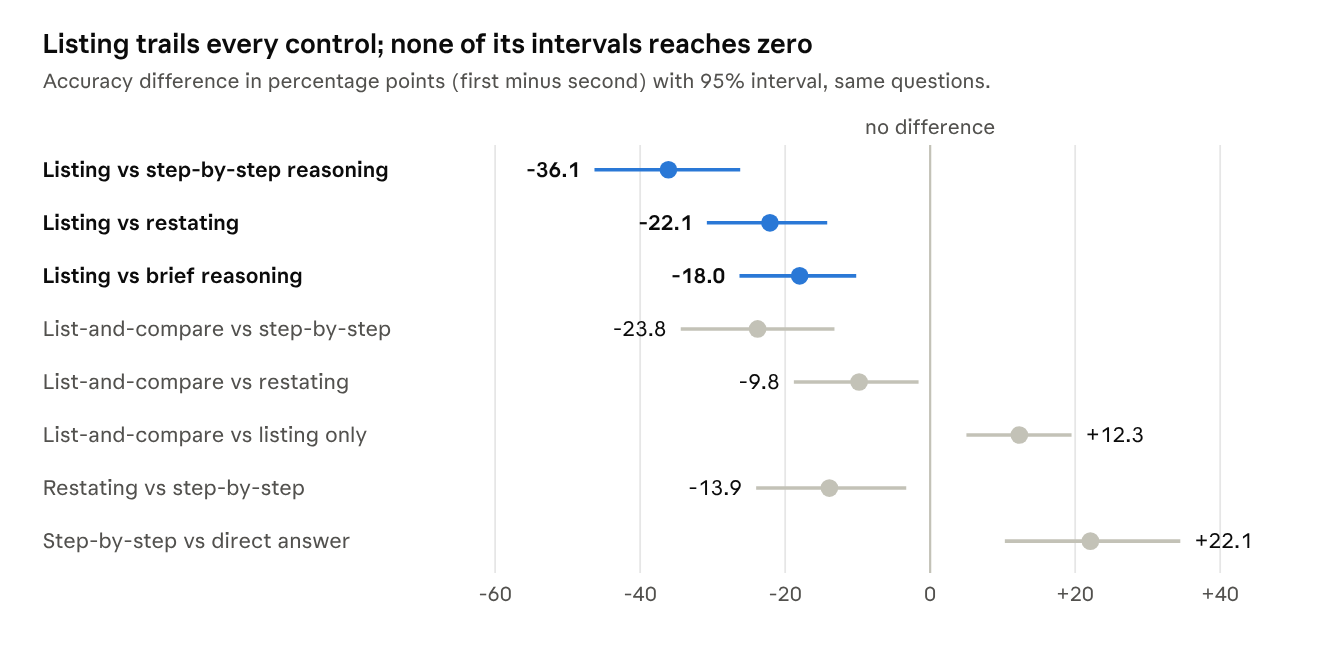 Listing trails every control; none of its intervals reaches zero
Accuracy difference in percentage points (first minus second) with 95% interval, same questions.
no difference
Listing vs step-by-step reasoning -36.1
Listing vs restating -22.1
Listing vs brief reasoning -18.0
List-and-compare vs step-by-step -23.8
List-and-compare vs restating -9.8
List-and-compare vs listing only +12.3
Restating vs step-by-step -13.9
Step-by-step vs direct answer +22.1
-60 -40 -20 0 +20 +40